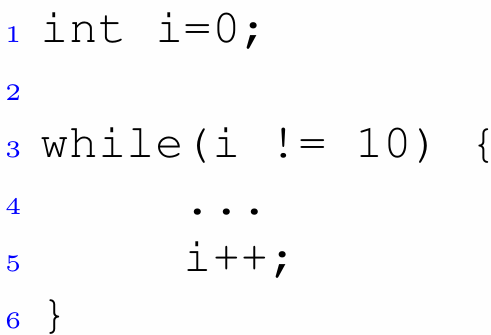 1 int i=0;
2
3 while(i != 10) {
4 ...
5 i++;
6 }